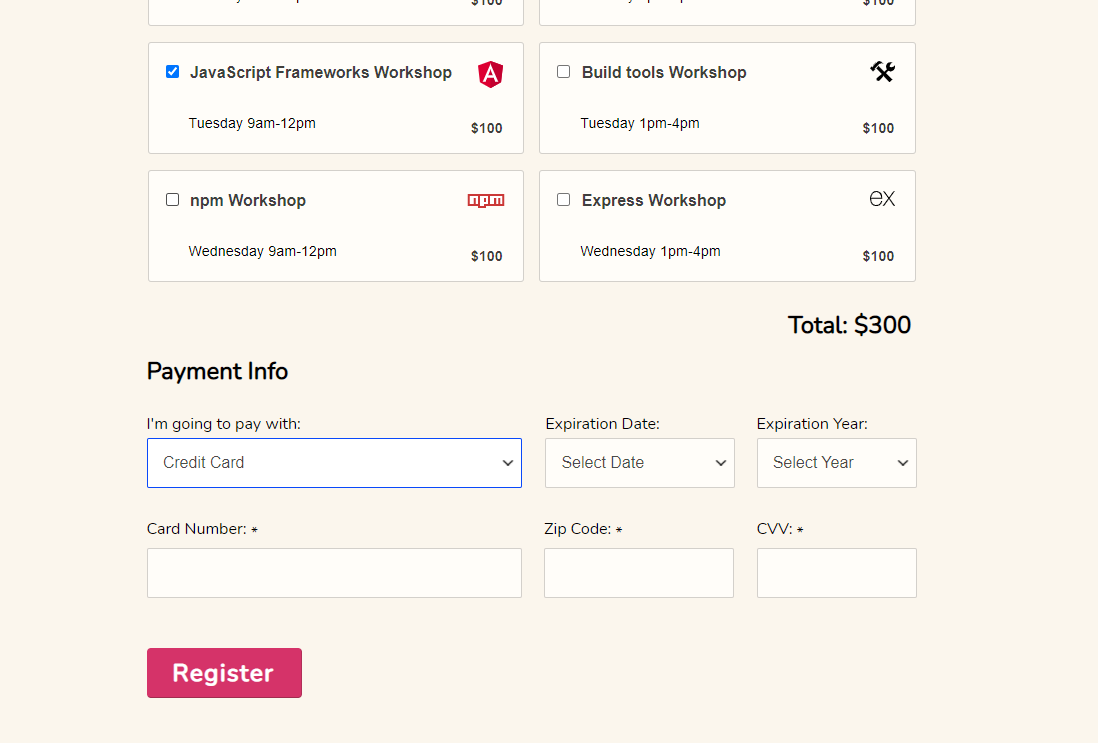 $100 $100
JavaScript Frameworks Workshop
Build tools Workshop
Tuesday 9am-12pm
$100
Tuesday 1pm-4pm
$100
npm Workshop
npm
Express Workshop
ex
Wednesday 9am-12pm
$100
Wednesday 1pm-4pm
$100
Total: $300
Payment Info
I'm going to pay with:
Expiration Date:
Expiration Year:
Credit Card
Select Date
Select Year
Card Number: *
Zip Code: *
CVV: *
Register